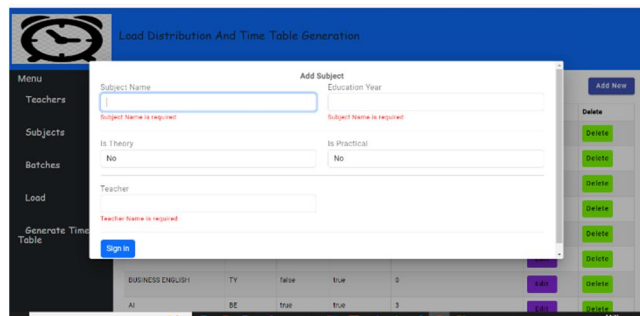 Load Distribution And Time Table Generation
Menu
Teachers
Subjects
Batches
Load
Generate Time
Table
Add New
Add Subject
Subject Name
Education Year
Subject Name is required
Subject Name is required
Is Theory
Is Practical
No
No
Teacher
Teacher Name is required
Sign in
Delete
Delete
Delete
Delete
Delete
Delete
Delete
BUSINESS ENGLISH TY false true 0 Edit Delete
AI BE true true 3 Edit Delete